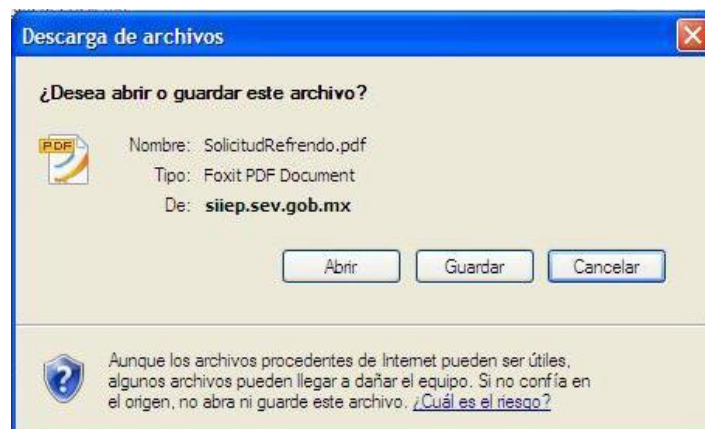 Descarga de archivos
¿Desea abrir o guardar este archivo?
PDF
Nombre: SolicitudRefrendo.pdf
Tipo: Foxit PDF Document
De: siiep.sev.gob.mx
Abrir Guardar Cancelar
Aunque los archivos procedentes de Internet pueden ser útiles,
algunos archivos pueden llegar a dañar el equipo. Si no confía en
el origen, no abra ni guarde este archivo. ¿Cuál es el riesgo?